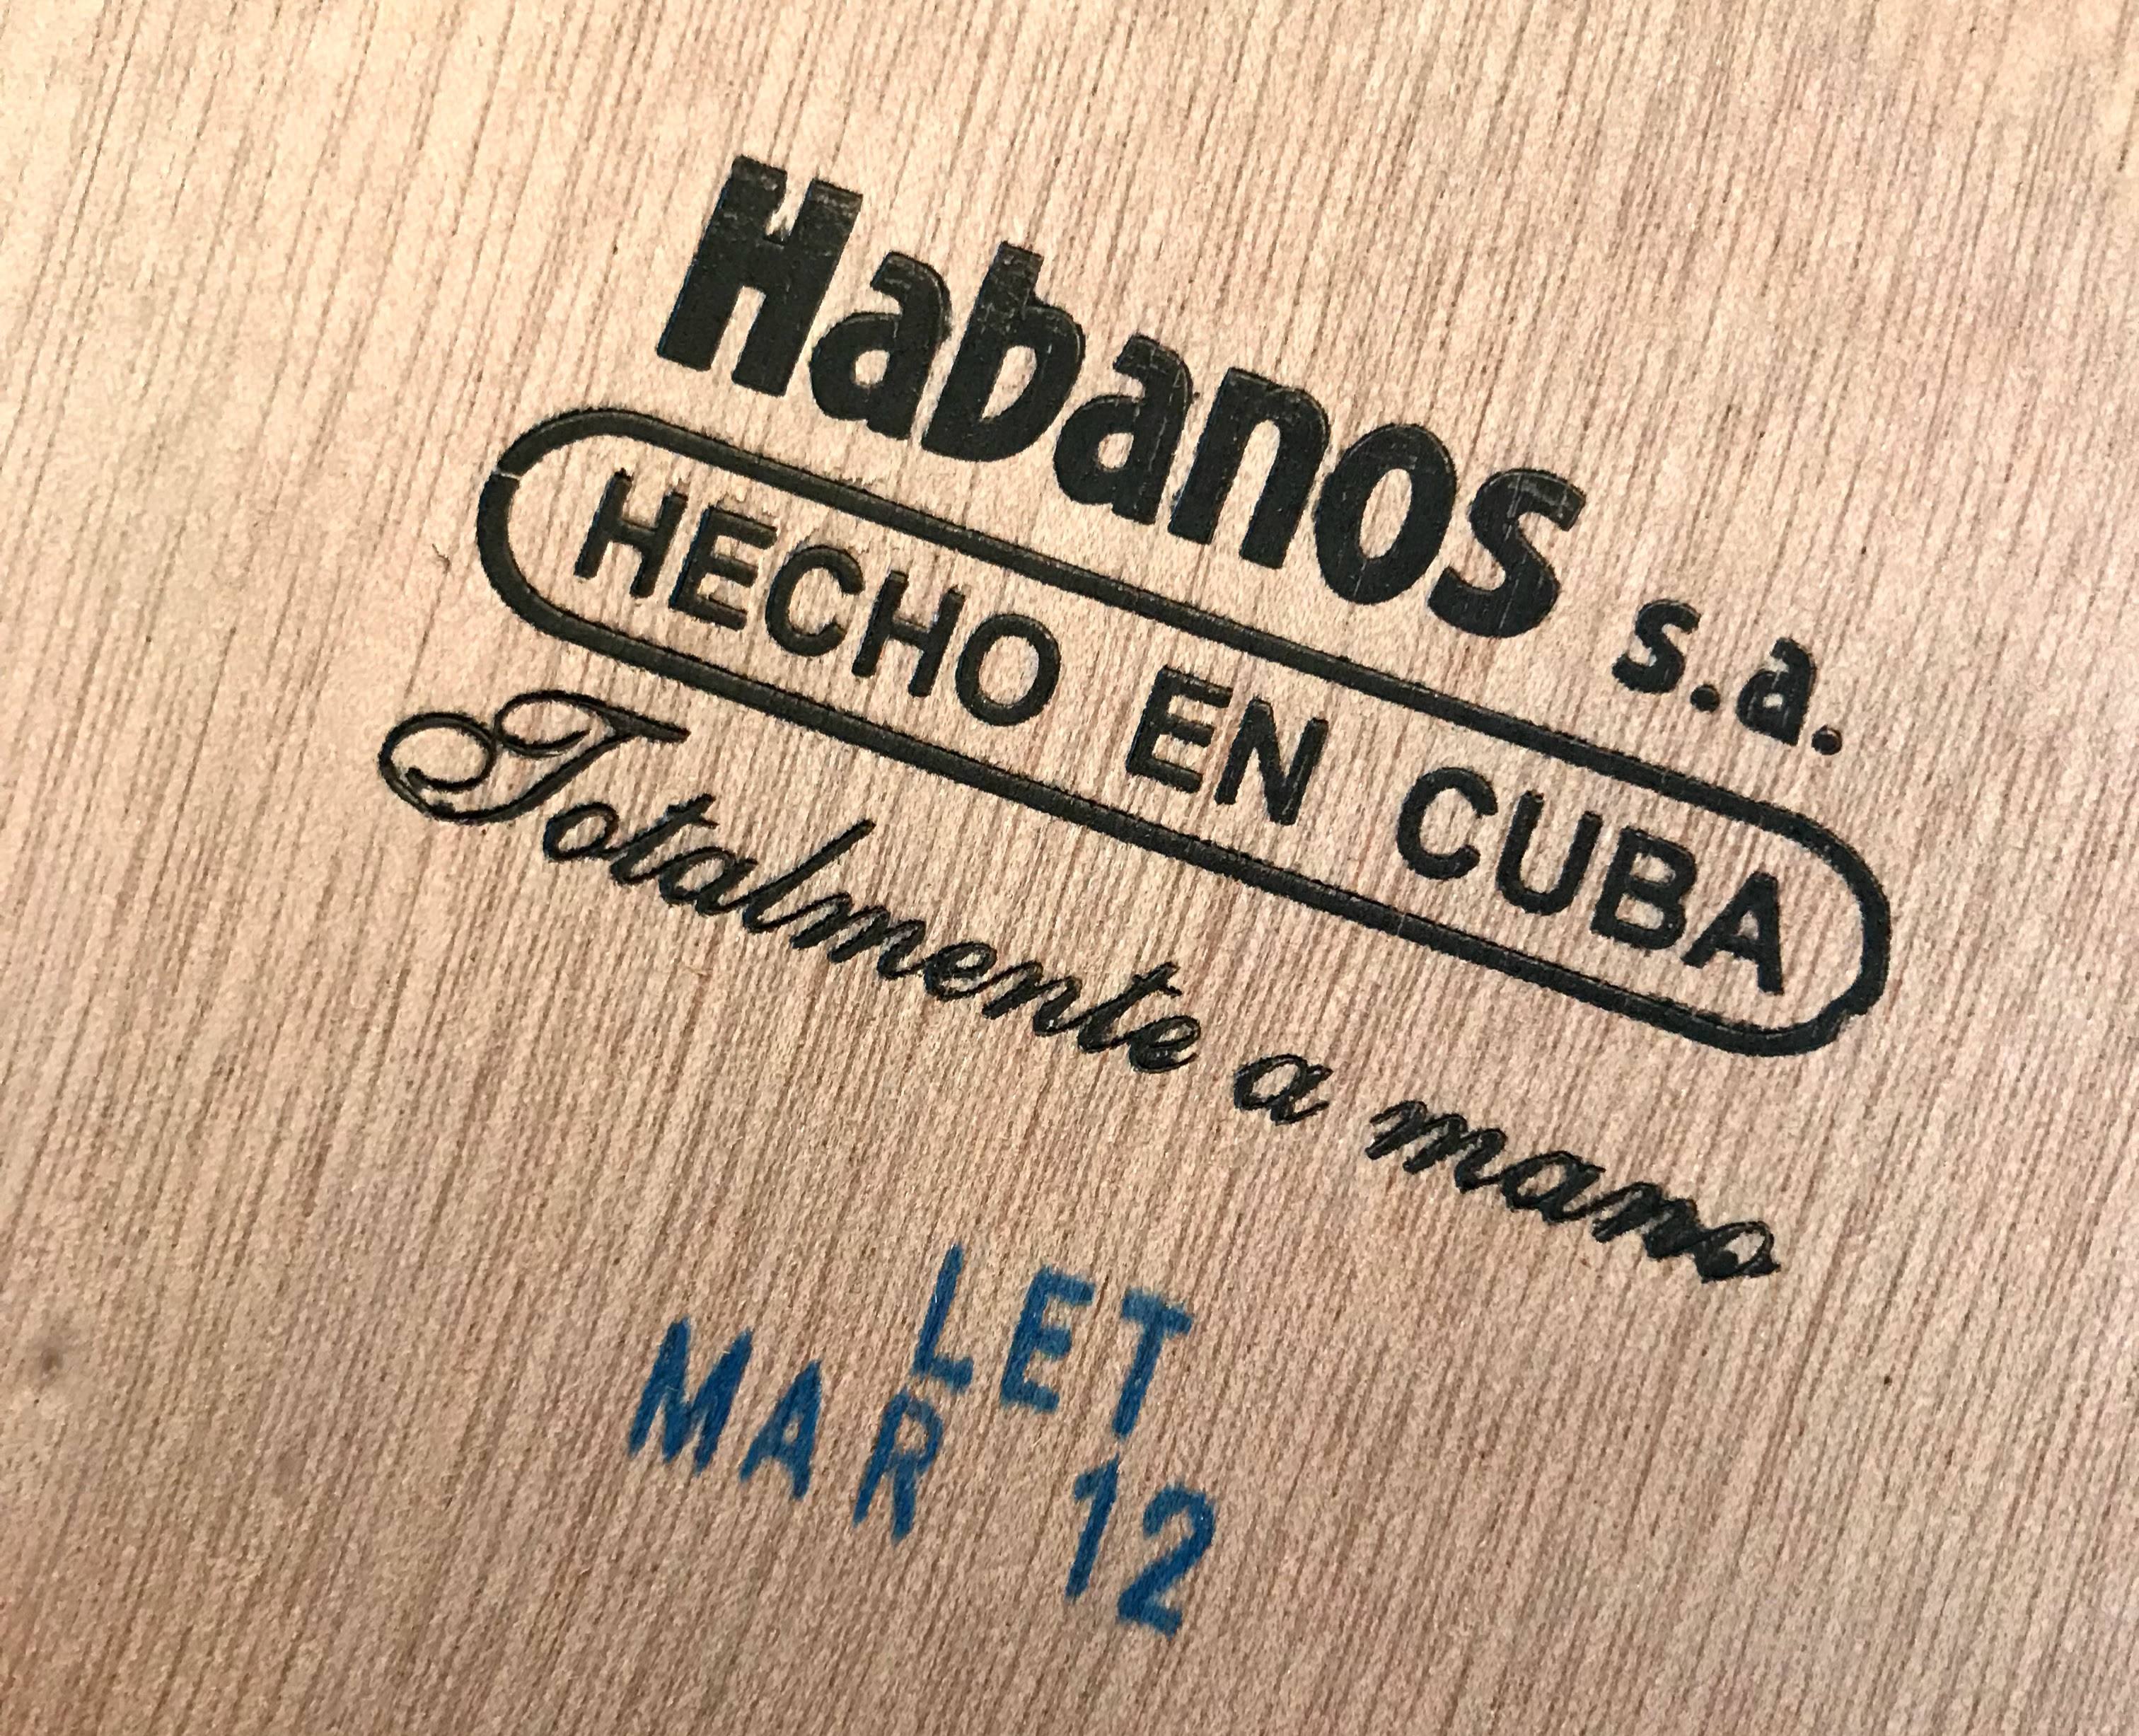 Habanos s.a.
HECHO EN CUBA
Totalmente a mano
LET
MAR 12